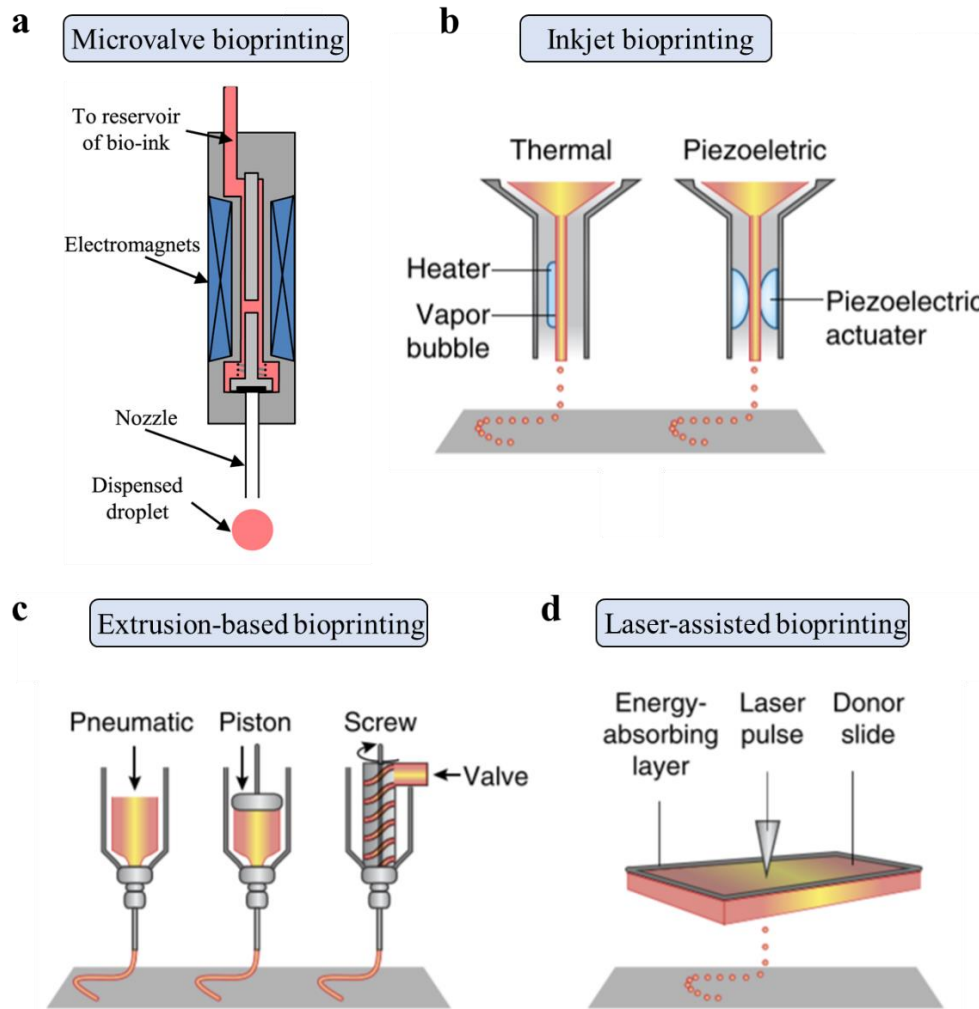 a
Microvalve bioprinting
To reservoir
of bio-ink
Electromagnets
Nozzle
Dispensed
droplet
b
Inkjet bioprinting
Thermal
Piezoeletric
Heater
Vapor
bubble
Piezoelectric
actuater
c
Extrusion-based bioprinting
Pneumatic
Piston
Screw
Valve
d
Laser-assisted bioprinting
Energy-
absorbing
layer
Laser
pulse
Donor
slide